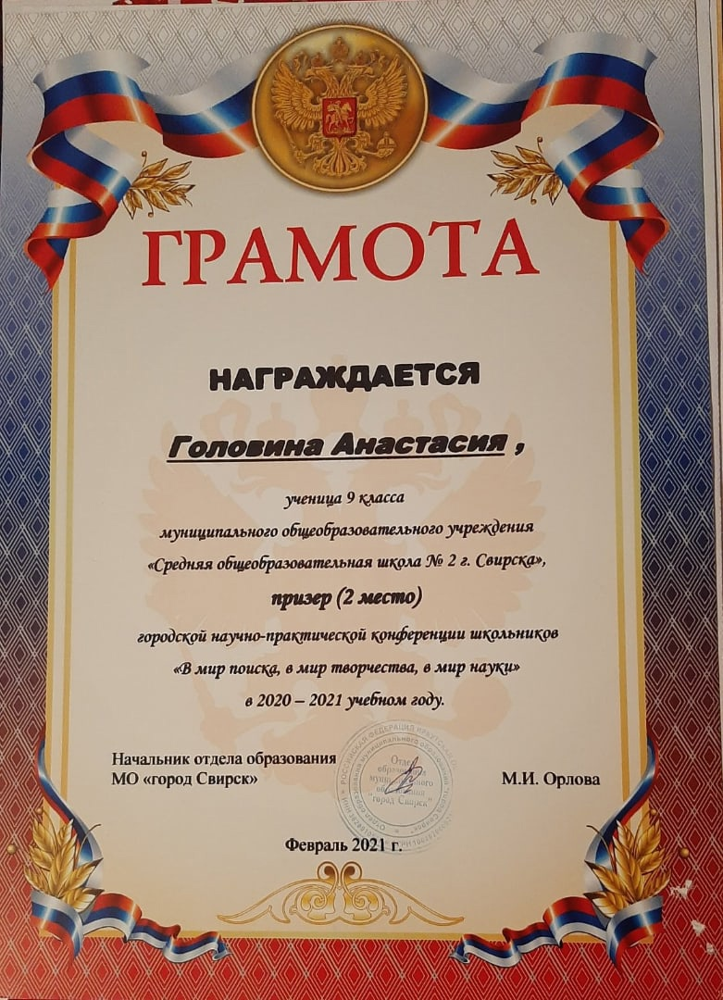 ГРАМОТА
НАГРАЖДАЕТСЯ
Головина Анастасия ,
ученица 9 класса
муниципального общеобразовательного учреждения
«Средняя общеобразовательная школа № 2 г. Свирска»,
призер (2 место)
городской научно-практической конференции школьников
«В мир поиска, в мир творчества, в мир науки»
в 2020 – 2021 учебном году.
Начальник отдела образования
МО «город Свирск»
М.И. Орлова
РОССИЙСКАЯ ФЕДЕРАЦИЯ
Отдел
образования
"город Свирск"
Февраль 2021 г.